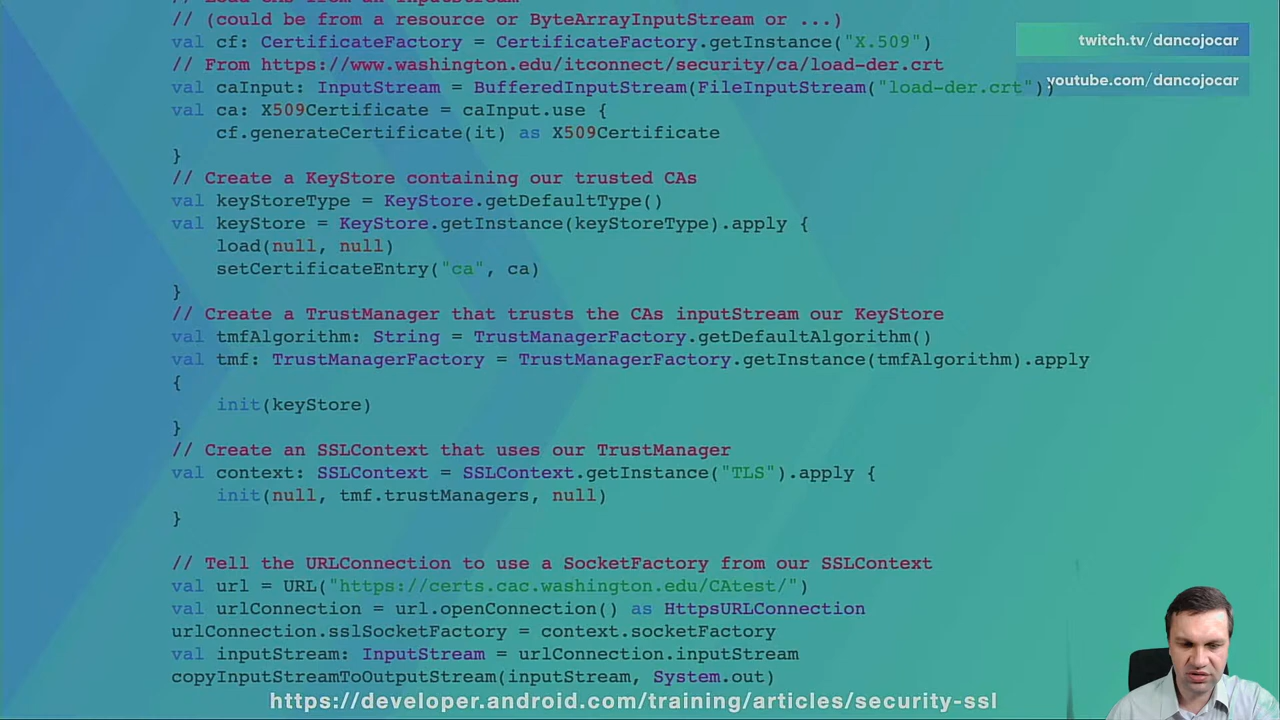 // Load CAs from an InputStream
// (could be from a resource or ByteArrayInputStream or ...)
val cf: CertificateFactory = CertificateFactory.getInstance("X.509")
// From https://www.washington.edu/itconnect/security/ca/load-der.crt
val caInput: InputStream = BufferedInputStream(FileInputStream("load-der.crt"))
val ca: X509Certificate = caInput.use {
    cf.generateCertificate(it) as X509Certificate
}
// Create a KeyStore containing our trusted CAs
val keyStoreType = KeyStore.getDefaultType()
val keyStore = KeyStore.getInstance(keyStoreType).apply {
    load(null, null)
    setCertificateEntry("ca", ca)
}
// Create a TrustManager that trusts the CAs inputStream our KeyStore
val tmfAlgorithm: String = TrustManagerFactory.getDefaultAlgorithm()
val tmf: TrustManagerFactory = TrustManagerFactory.getInstance(tmfAlgorithm).apply
{
    init(keyStore)
}
// Create an SSLContext that uses our TrustManager
val context: SSLContext = SSLContext.getInstance("TLS").apply {
    init(null, tmf.trustManagers, null)
}
// Tell the URLConnection to use a SocketFactory from our SSLContext
val url = URL("https://certs.cac.washington.edu/CAtest/")
val urlConnection = url.openConnection() as HttpsURLConnection
urlConnection.sslSocketFactory = context.socketFactory
val inputStream: InputStream = urlConnection.inputStream
copyInputStreamToOutputStream(inputStream, System.out)
https://developer.android.com/training/articles/security-ssl
twitch.tv/dancojocar
youtube.com/dancojocar